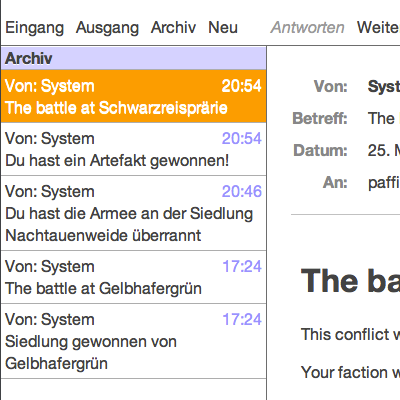 Eingang Ausgang Archiv Neu Antworten Weite
Archiv
Von: System 20:54
The battle at Schwarzreisprärie
Von: System 20:54
Du hast ein Artefakt gewonnen!
Von: System 20:46
Du hast die Armee an der Siedlung
Nachtauenweide überrannt
Von: System 17:24
The battle at Gelbhafergrün
Von: System 17:24
Siedlung gewonnen von
Gelbhafergrün
Von: Syst
Betreff: The
Datum: 25. M
An: paffi
The ba
This conflict w
Your faction w